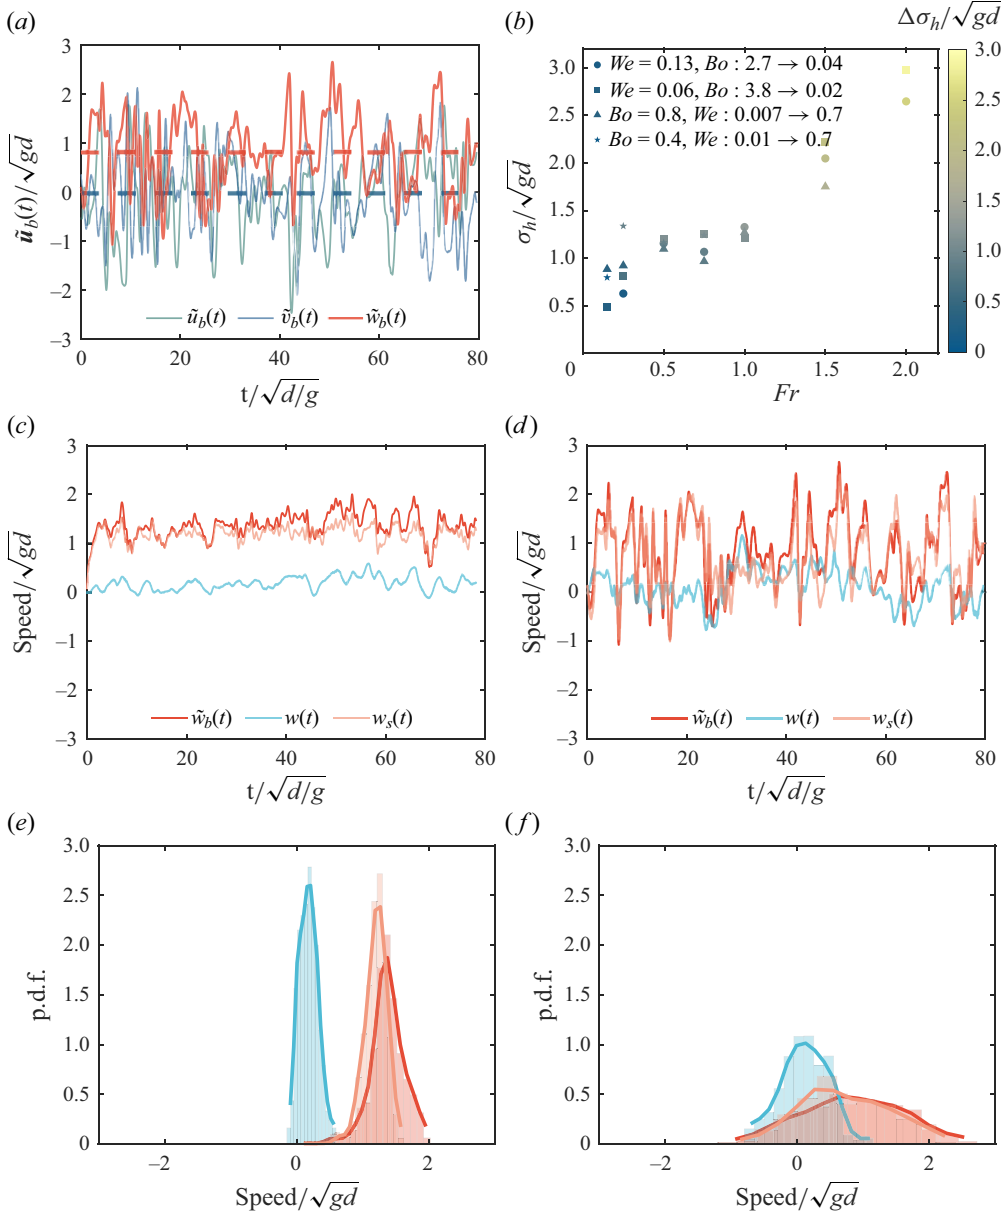 (a)
3
2
1
0
–1
–2
–3
ũ_b(t)/√gd
ũ_b(t) ṽ_b(t) w̃_b(t)
0 20 40 60 80
t/√d/g
(b)
Δσ_h/√gd
3.0
2.5
2.0
1.5
1.0
0.5
0
σ_h/√gd
We = 0.13, Bo : 2.7 → 0.04
We = 0.06, Bo : 3.8 → 0.02
Bo = 0.8, We : 0.007 → 0.7
Bo = 0.4, We : 0.01 → 0.7
0.5 1.0 1.5 2.0
Fr
3.0
2.5
2.0
1.5
1.0
0.5
0
(c)
3
2
1
0
–1
–2
–3
Speed/√gd
w̃_b(t) w(t) w_s(t)
0 20 40 60 80
t/√d/g
(d)
3
2
1
0
–1
–2
–3
Speed/√gd
w̃_b(t) w(t) w_s(t)
0 20 40 60 80
t/√d/g
(e)
3.0
2.5
2.0
1.5
1.0
0.5
0
p.d.f.
–2 0 2
Speed/√gd
(f)
3.0
2.5
2.0
1.5
1.0
0.5
0
p.d.f.
–2 0 2
Speed/√gd